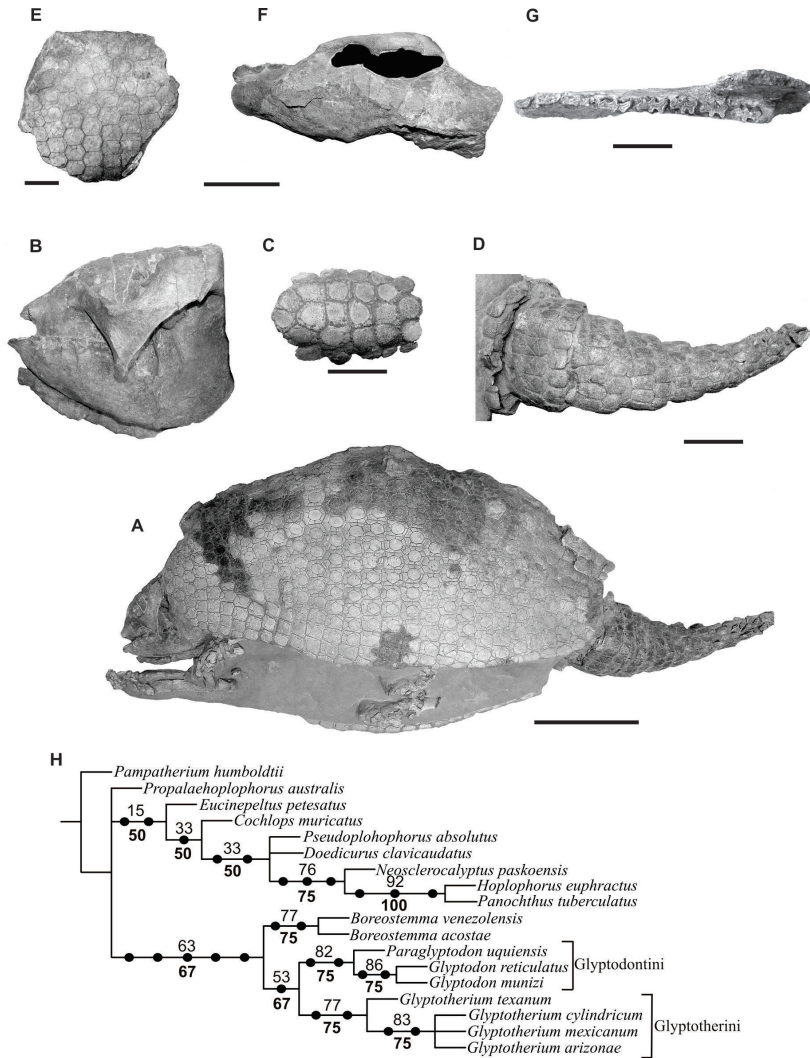 E
F
G
B
C
D
A
H
Pampatherium humboldtii
Propalaehoplophorus australis
15
Eucinepeltus petesatus
50
33
Cochlops muricatus
50
33
Pseudoplohophorus absolutus
50
Doedicurus clavicaudatus
76
Neosclerocalyptus paskoensis
75
92
Hoplophorus euphractus
100
Panochthus tuberculatus
77
Boreostemma venezolensis
75
Boreostemma acostae
63
67
82
Paraglyptodon uquiensis
75
86
Glyptodon reticulatus
Glyptodontini
75
Glyptodon munizi
53
67
77
Glyptotherium texanum
75
83
Glyptotherium cylindricum
75
Glyptotherium mexicanum
Glyptotherini
Glyptotherium arizonae